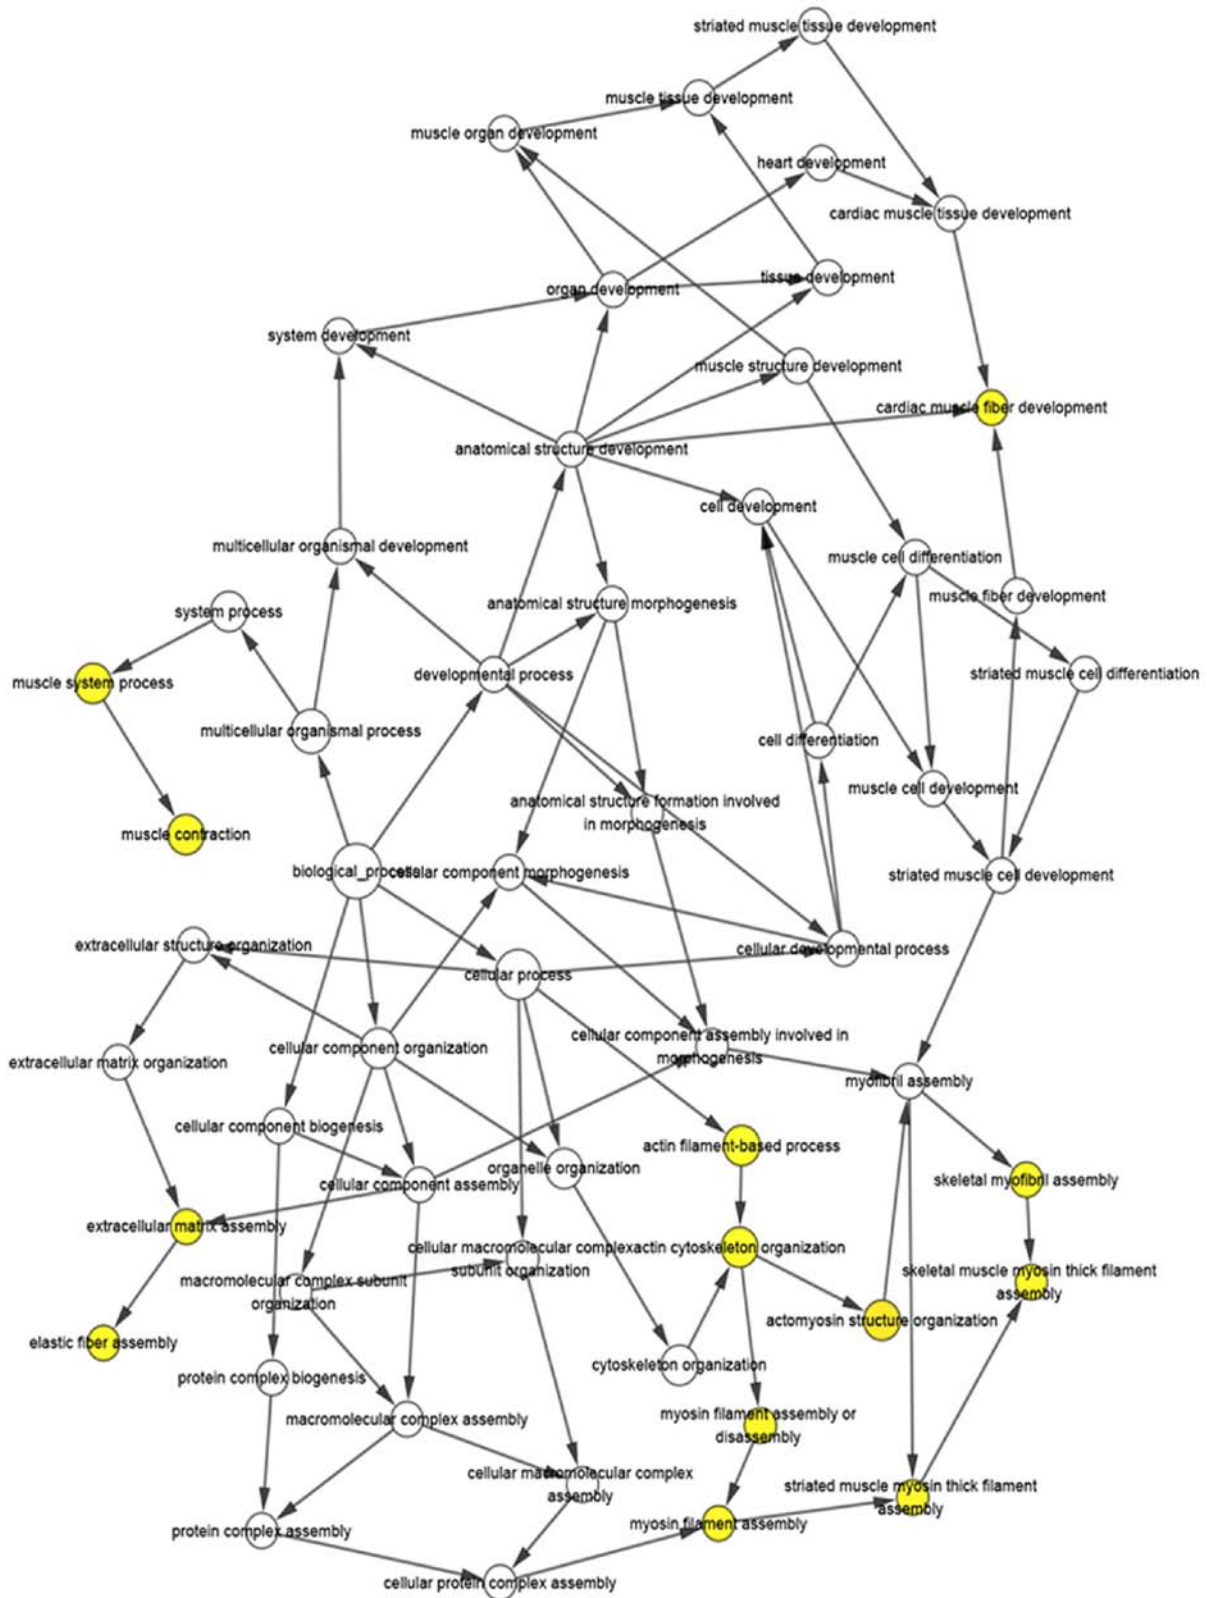 striated muscle tissue development
muscle tissue development
muscle organ development
heart development
cardiac muscle tissue development
tissue development
organ development
system development
muscle structure development
cardiac muscle fiber development
anatomical structure development
cell development
multicellular organismal development
muscle cell differentiation
muscle fiber development
anatomical structure morphogenesis
system process
developmental process
striated muscle cell differentiation
muscle system process
multicellular organismal process
cell differentiation
muscle cell development
anatomical structure formation involved
in morphogenesis
muscle contraction
biological_process
cellular component morphogenesis
striated muscle cell development
extracellular structure organization
cellular developmental process
cellular process
cellular component assembly involved in
morphogenesis
cellular component organization
extracellular matrix organization
myofibril assembly
cellular component biogenesis
actin filament-based process
organelle organization
skeletal myofibril assembly
cellular component assembly
extracellular matrix assembly
cellular macromolecular complex
subunit organization
actin cytoskeleton organization
skeletal muscle myosin thick filament
assembly
macromolecular complex subunit
organization
actomyosin structure organization
elastic fiber assembly
cytoskeleton organization
protein complex biogenesis
macromolecular complex assembly
myosin filament assembly or
disassembly
cellular macromolecular complex
assembly
striated muscle myosin thick filament
assembly
myosin filament assembly
protein complex assembly
cellular protein complex assembly